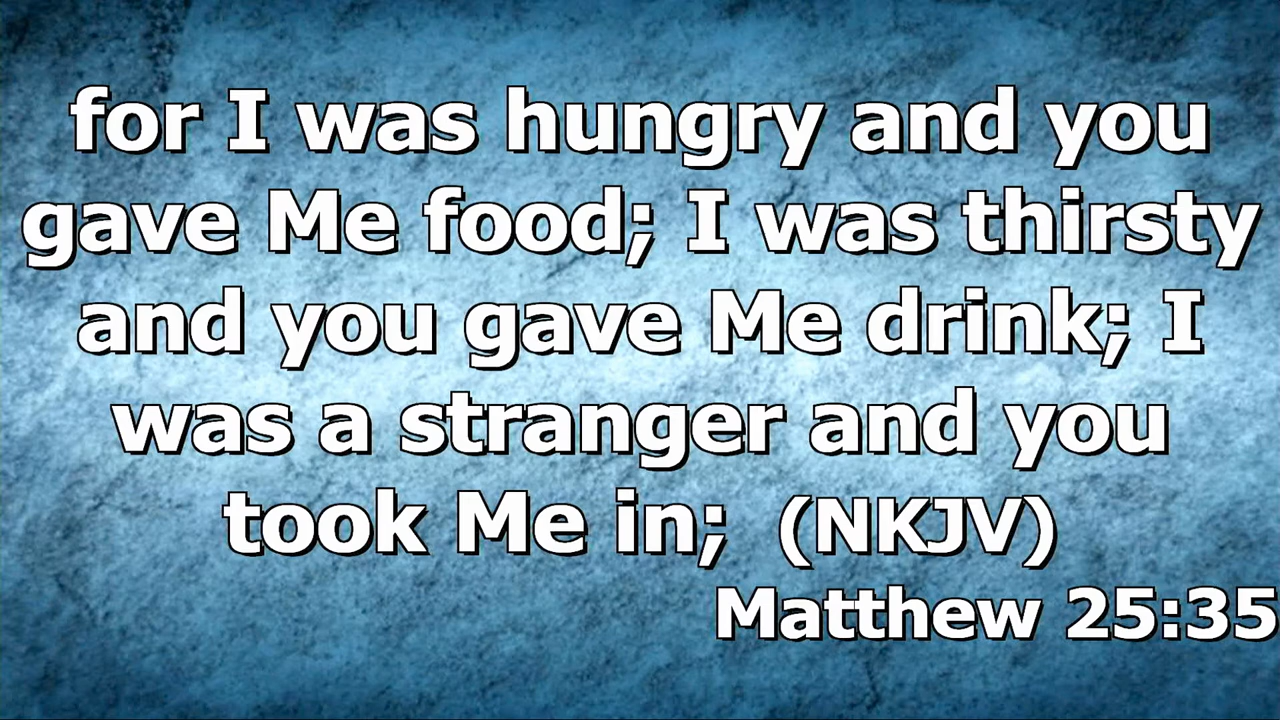 for I was hungry and you
gave Me food; I was thirsty
and you gave Me drink; I
was a stranger and you
took Me in; (NKJV)
Matthew 25:35